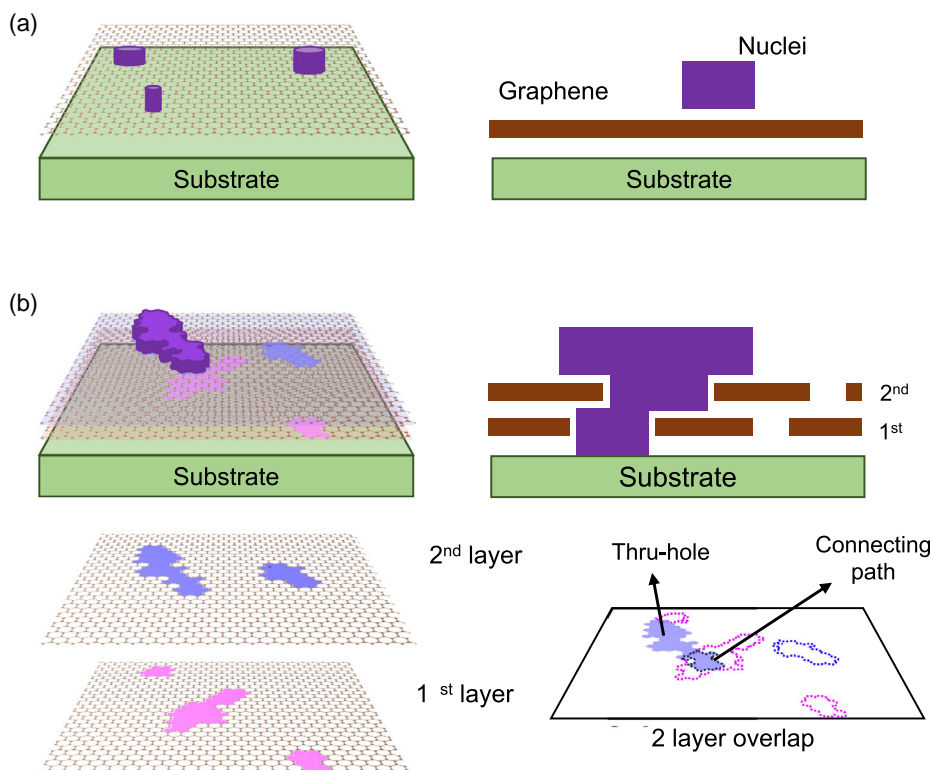 (a)
Nuclei
Graphene
Substrate
Substrate
(b)
2nd
1st
Substrate
Substrate
2nd layer
Thru-hole
Connecting
path
1 st layer
2 layer overlap